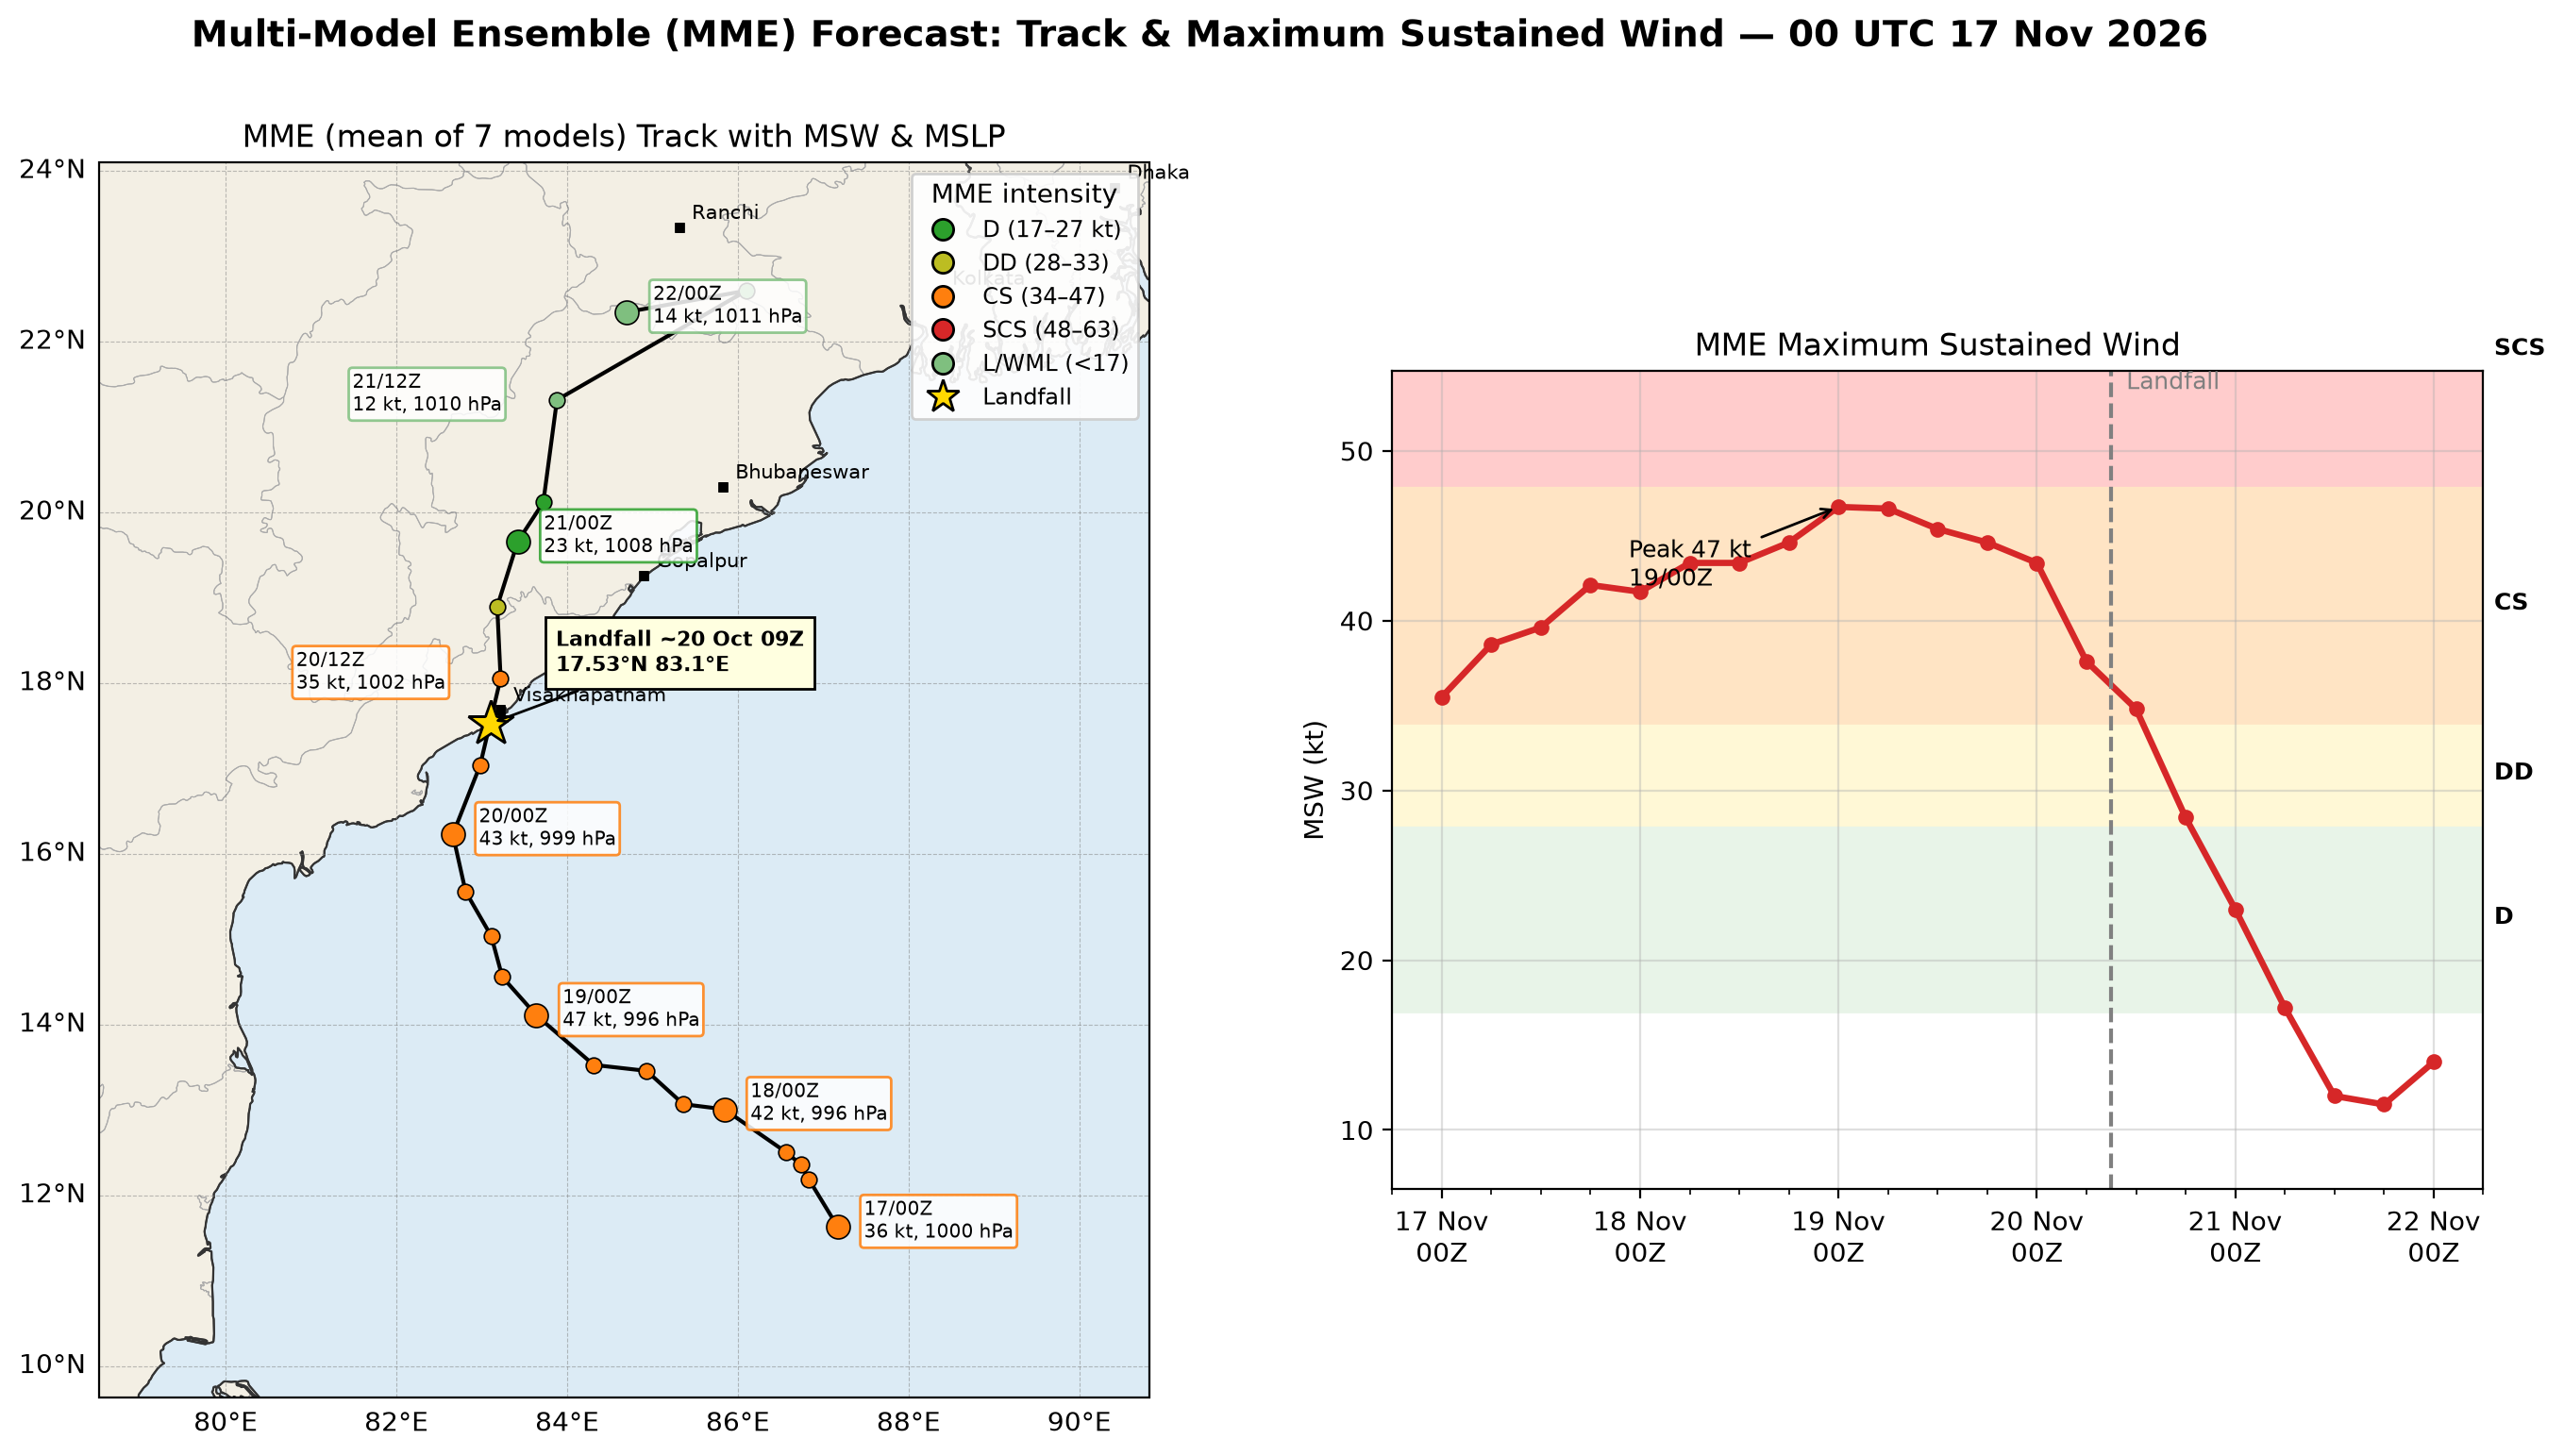 Multi-Model Ensemble (MME) Forecast: Track & Maximum Sustained Wind — 00 UTC 17 Nov 2026
MME (mean of 7 models) Track with MSW & MSLP
24°N
22°N
20°N
18°N
16°N
14°N
12°N
10°N
80°E
82°E
84°E
86°E
88°E
90°E
Dhaka
Ranchi
Kolkata
Bhubaneswar
Gopalpur
Visakhapatnam
MME intensity
D (17–27 kt)
DD (28–33)
CS (34–47)
SCS (48–63)
L/WML (<17)
Landfall
22/00Z
14 kt, 1011 hPa
21/12Z
12 kt, 1010 hPa
21/00Z
23 kt, 1008 hPa
Landfall ~20 Oct 09Z
17.53°N 83.1°E
20/12Z
35 kt, 1002 hPa
20/00Z
43 kt, 999 hPa
19/00Z
47 kt, 996 hPa
18/00Z
42 kt, 996 hPa
17/00Z
36 kt, 1000 hPa
MME Maximum Sustained Wind
Landfall
SCS
CS
DD
D
Peak 47 kt
19/00Z
MSW (kt)
50
40
30
20
10
17 Nov
00Z
18 Nov
00Z
19 Nov
00Z
20 Nov
00Z
21 Nov
00Z
22 Nov
00Z